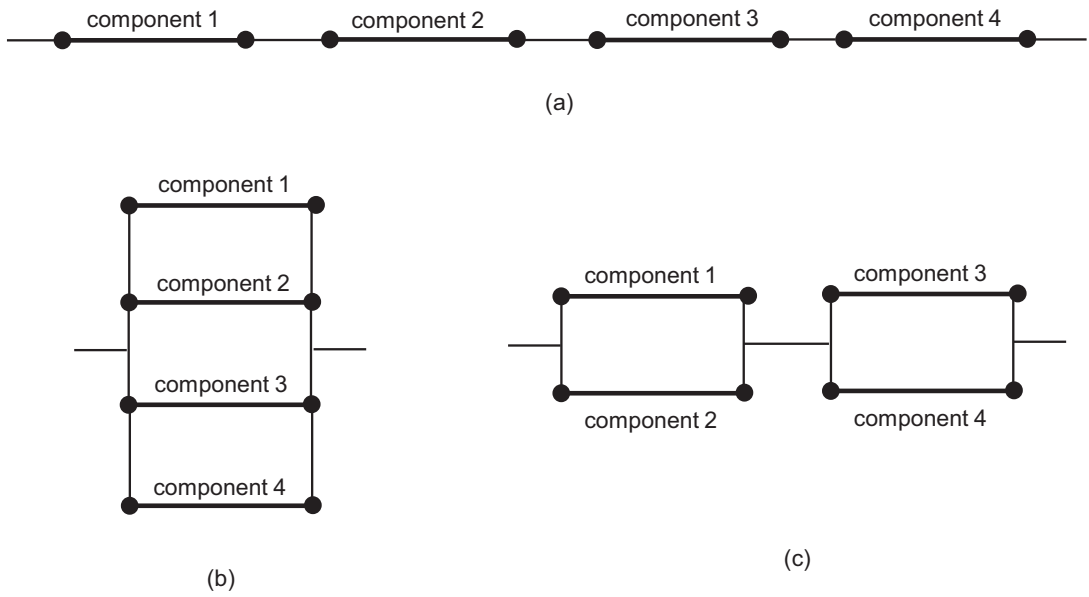 component 1
component 2
component 3
component 4
(a)
component 1
component 2
component 3
component 4
(b)
component 1
component 2
component 3
component 4
(c)